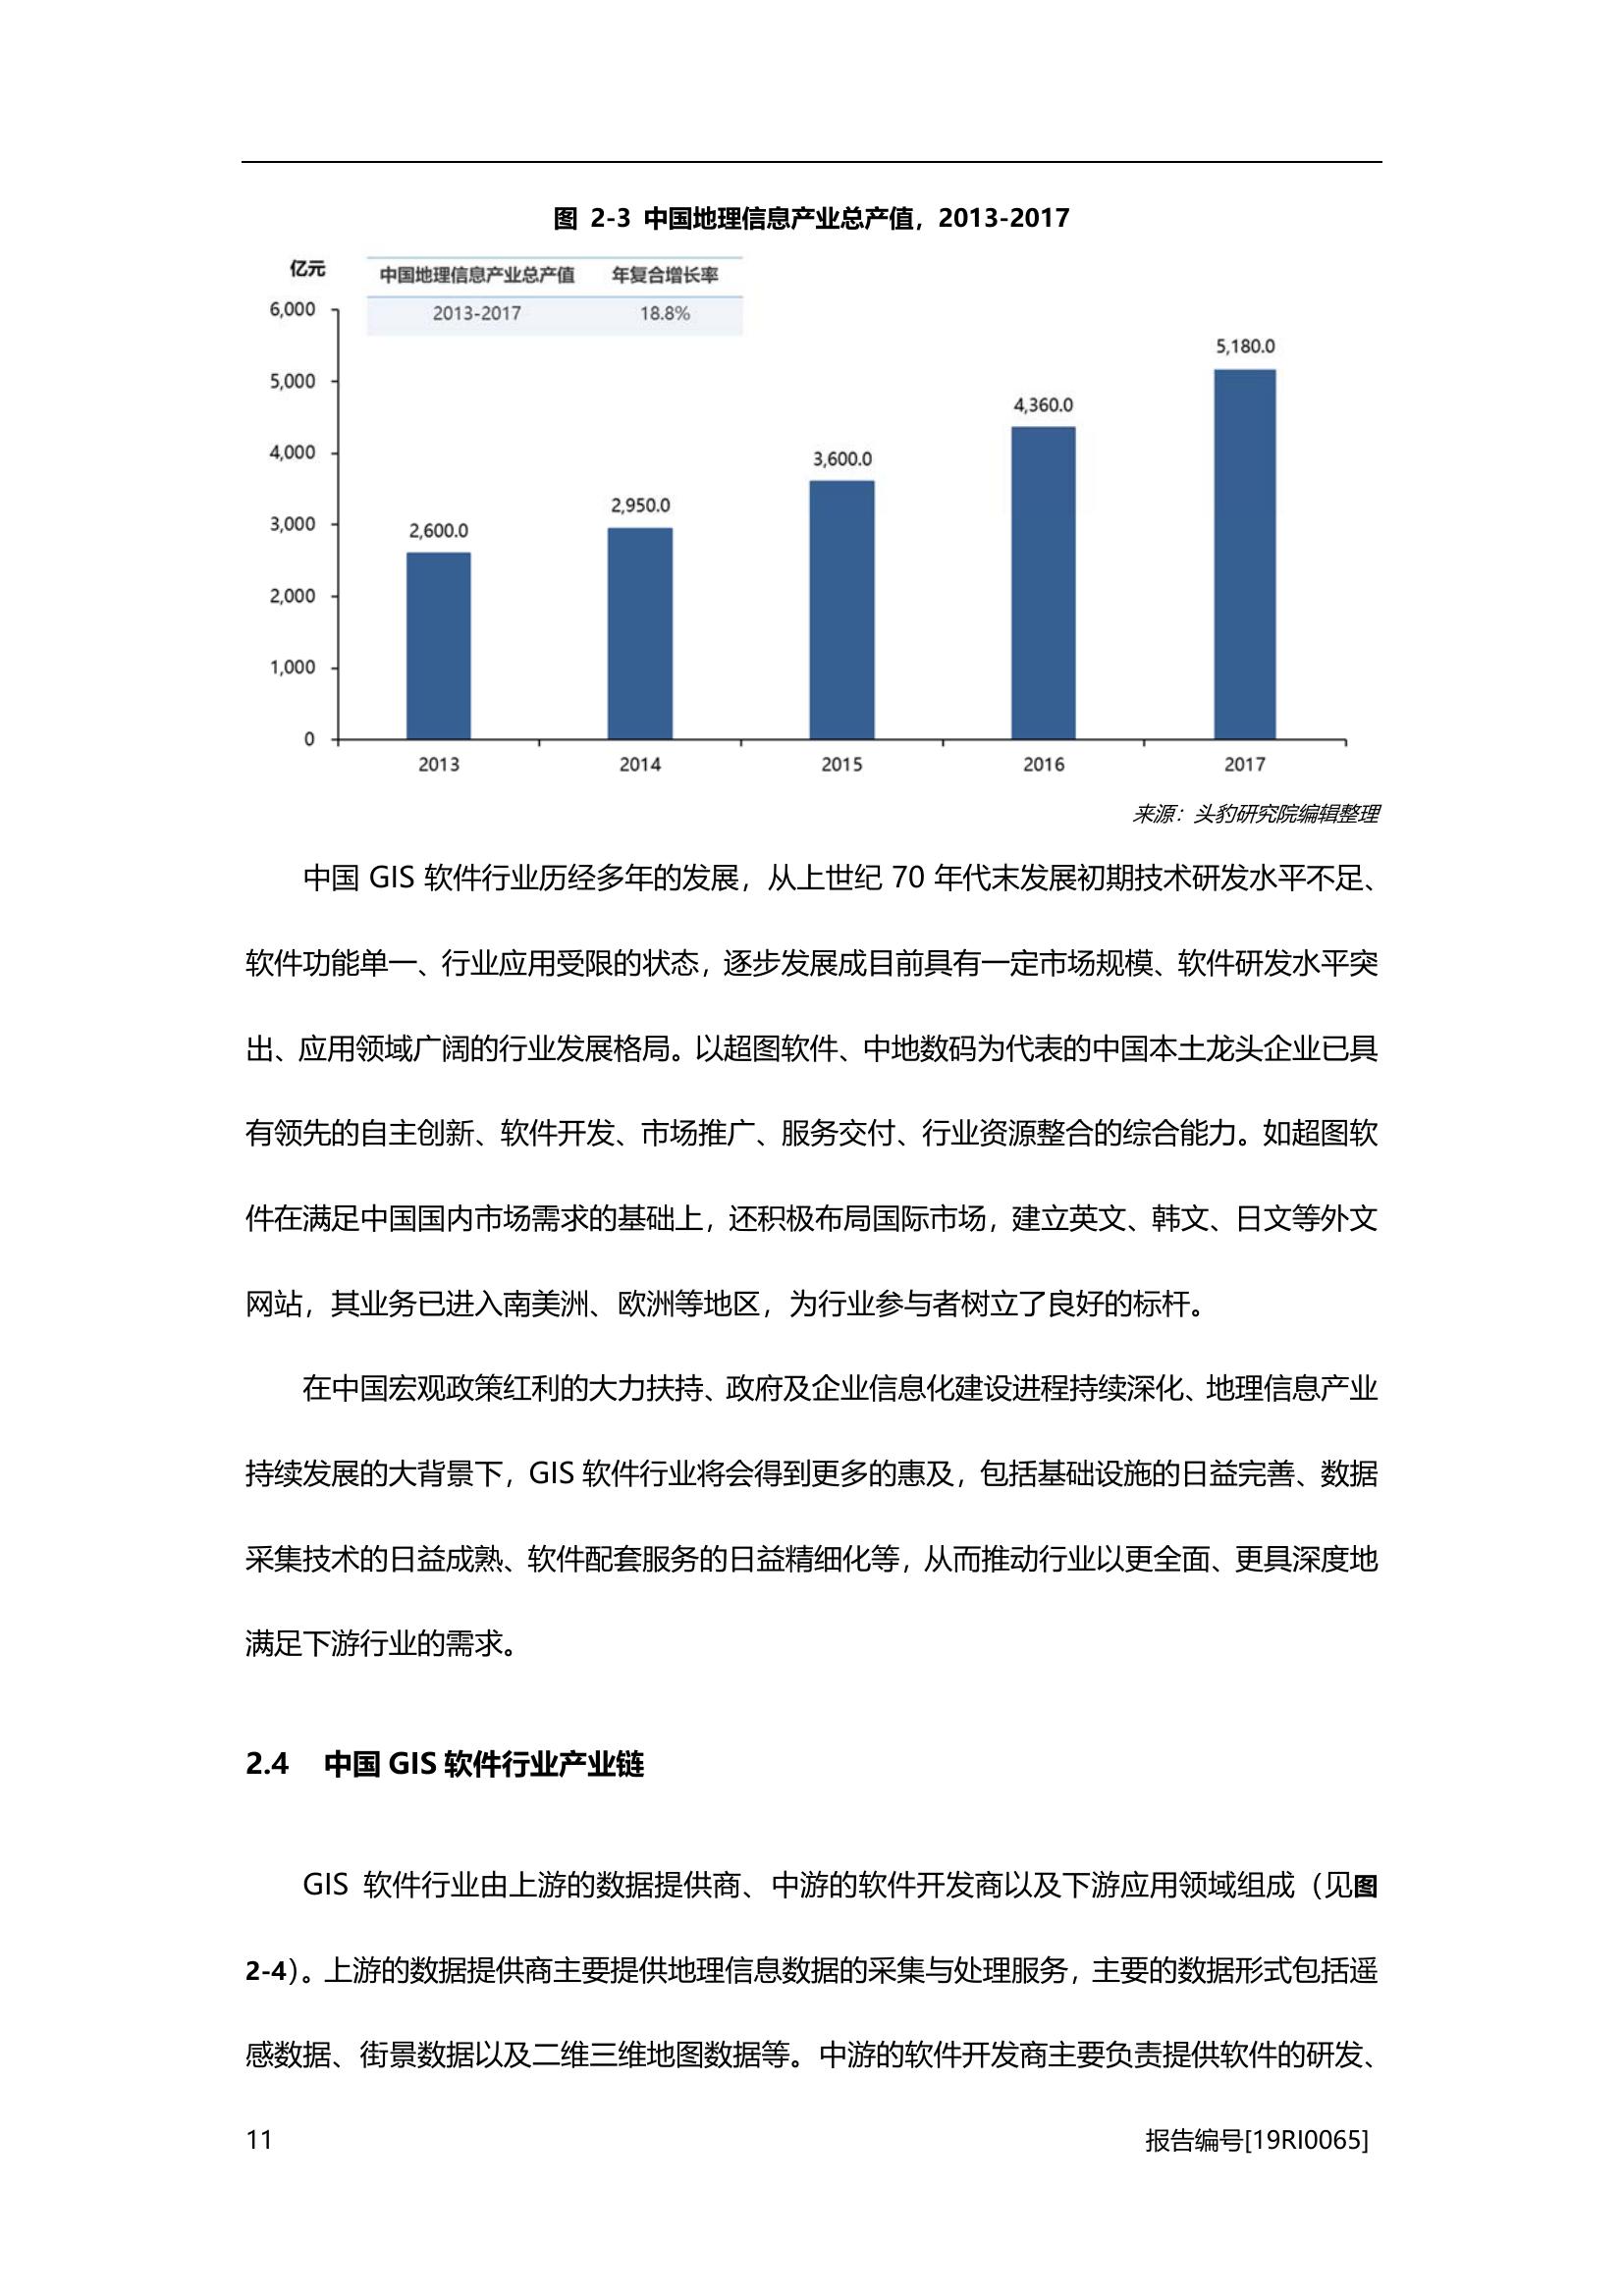 图 2-3 中国地理信息产业总产值，2013-2017
亿元
中国地理信息产业总产值 年复合增长率
2013-2017 18.8%
6,000
5,000
4,000
3,000
2,000
1,000
0
2,600.0
2,950.0
3,600.0
4,360.0
5,180.0
2013 2014 2015 2016 2017
来源：头豹研究院编辑整理
中国 GIS 软件行业历经多年的发展，从上世纪 70 年代末发展初期技术研发水平不足、
软件功能单一、行业应用受限的状态，逐步发展成目前具有一定市场规模、软件研发水平突
出、应用领域广阔的行业发展格局。以超图软件、中地数码为代表的中国本土龙头企业已具
有领先的自主创新、软件开发、市场推广、服务交付、行业资源整合的综合能力。如超图软
件在满足中国国内市场需求的基础上，还积极布局国际市场，建立英文、韩文、日文等外文
网站，其业务已进入南美洲、欧洲等地区，为行业参与者树立了良好的标杆。
在中国宏观政策红利的大力扶持、政府及企业信息化建设进程持续深化、地理信息产业
持续发展的大背景下，GIS 软件行业将会得到更多的惠及，包括基础设施的日益完善、数据
采集技术的日益成熟、软件配套服务的日益精细化等，从而推动行业以更全面、更具深度地
满足下游行业的需求。
2.4 中国 GIS 软件行业产业链
GIS 软件行业由上游的数据提供商、中游的软件开发商以及下游应用领域组成（见图
2-4）。上游的数据提供商主要提供地理信息数据的采集与处理服务，主要的数据形式包括遥
感数据、街景数据以及二维三维地图数据等。中游的软件开发商主要负责提供软件的研发、
11 报告编号[19RI0065]